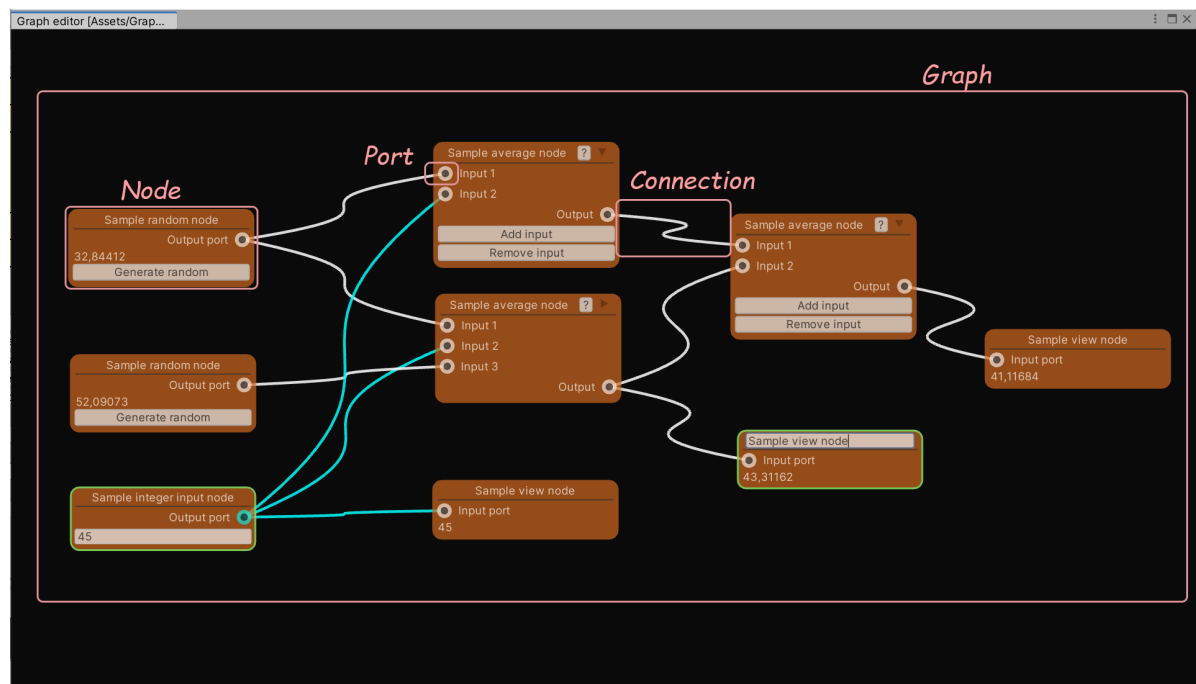 Graph editor [Assets/Grap...
Graph
Node
Sample random node
Output port
32,84412
Generate random
Port
Sample average node ?
Input 1
Input 2
Output
Add input
Remove input
Connection
Sample average node ?
Input 1
Input 2
Output
Add input
Remove input
Sample average node ?
Input 1
Input 2
Input 3
Output
Sample view node
Input port
41,11684
Sample random node
Output port
52,09073
Generate random
Sample view node
Input port
43,31162
Sample integer input node
Output port
45
Sample view node
Input port
45